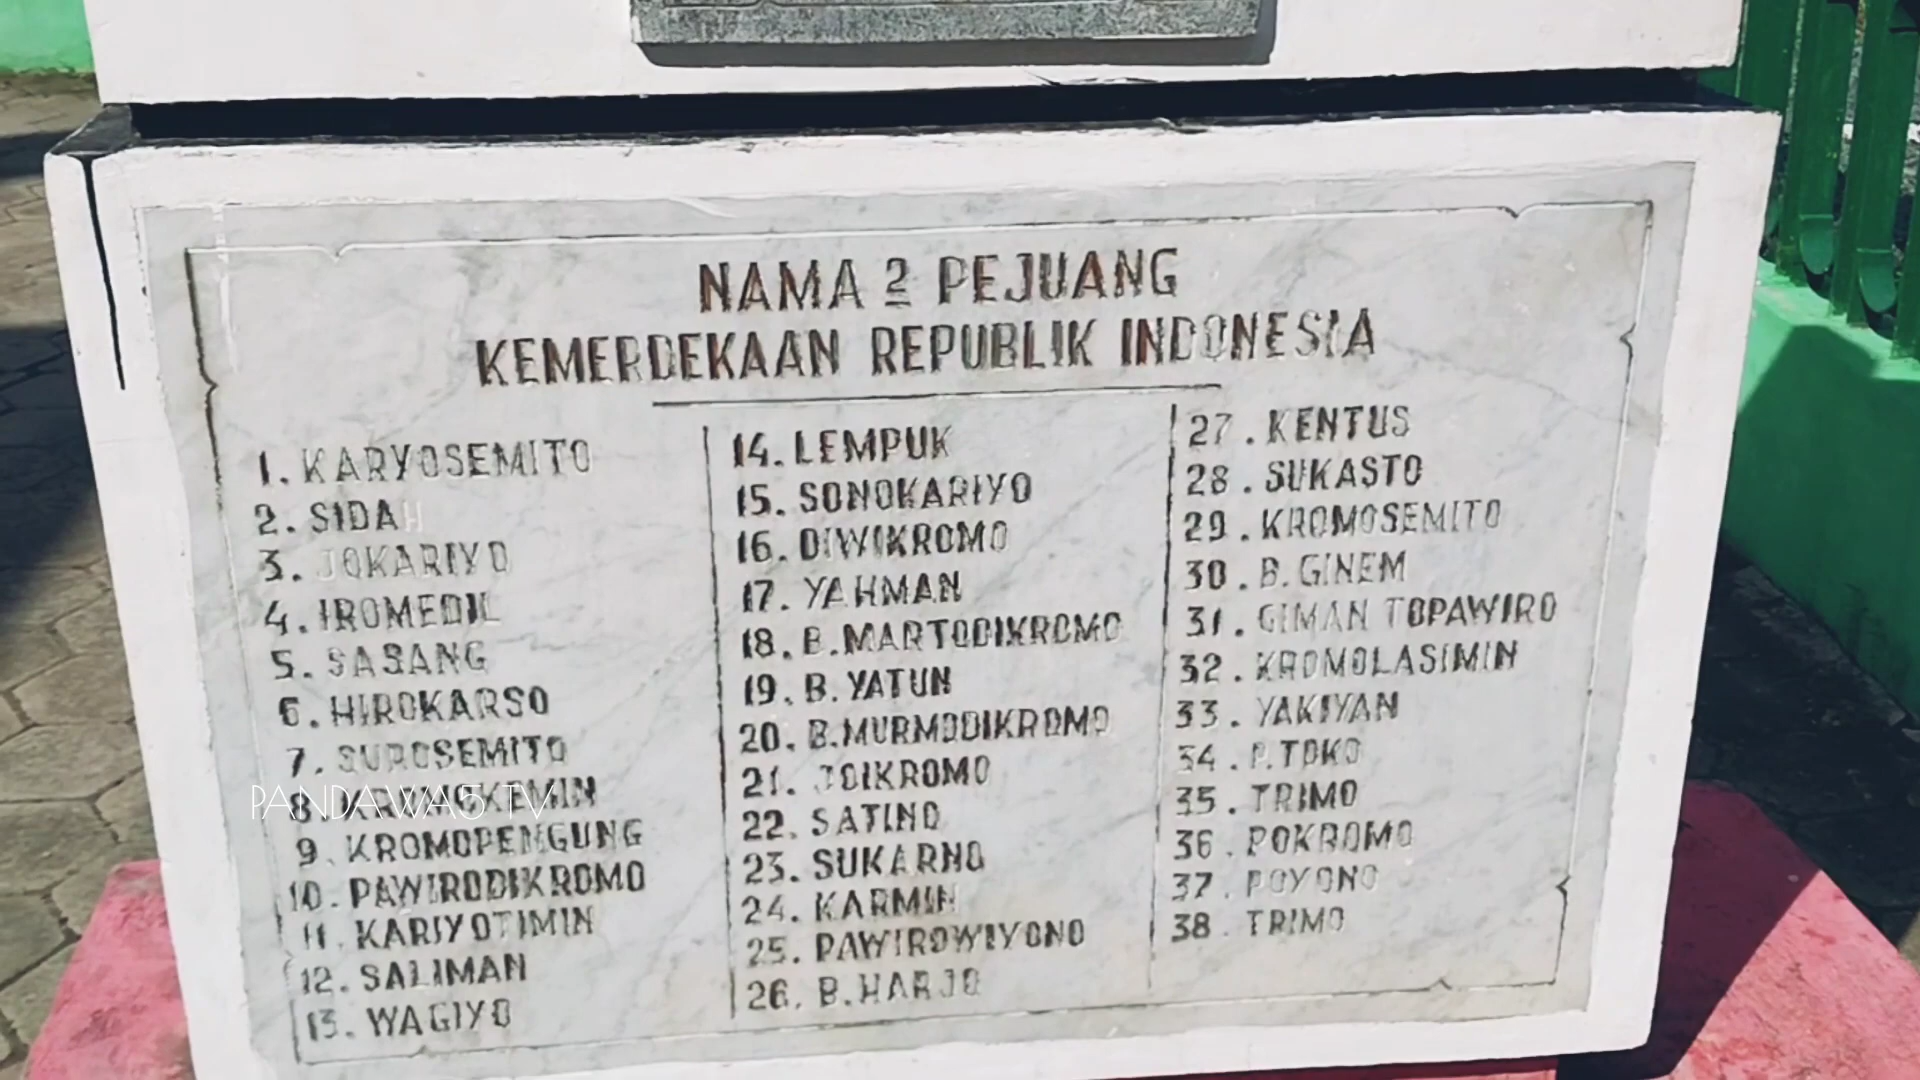 NAMA 2 PEJUANG
KEMERDEKAAN REPUBLIK INDONESIA
1. KARYOSEMITO
2. SIDAH
3. JOKARIYO
4. IROMEDIL
5. SASANG
6. HIROKARSO
7. SUROSEMITO
8.
PANDAWA5 TV
9. KROMOPENGUNG
10. PAWIRODIKROMO
11. KARIYOTIMIN
12. SALIMAN
13. WAGIYO
14. LEMPUK
15. SONOKARIYO
16. DIWIKROMO
17. YAHMAN
18. B. MARTODIKROMO
19. B. YATUN
20. B. MURMODIKROMO
21. JOIKROMO
22. SATINO
23. SUKARNO
24. KARMIN
25. PAWIROWIYONO
26. B. HARJO
27. KENTUS
28. SUKASTO
29. KROMOSEMITO
30. B. GINEM
31. GIMAN TOPAWIRO
32. KROMOLASIMIN
33. YAKIYAN
34. P. TOKO
35. TRIMO
36. POKROMO
37. POYONO
38. TRIMO